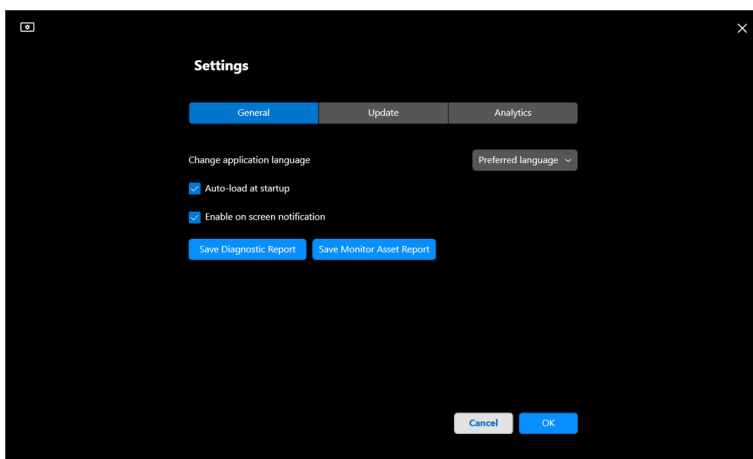 Settings
General Update Analytics
Change application language Preferred language
Auto-load at startup
Enable on screen notification
Save Diagnostic Report Save Monitor Asset Report
Cancel OK